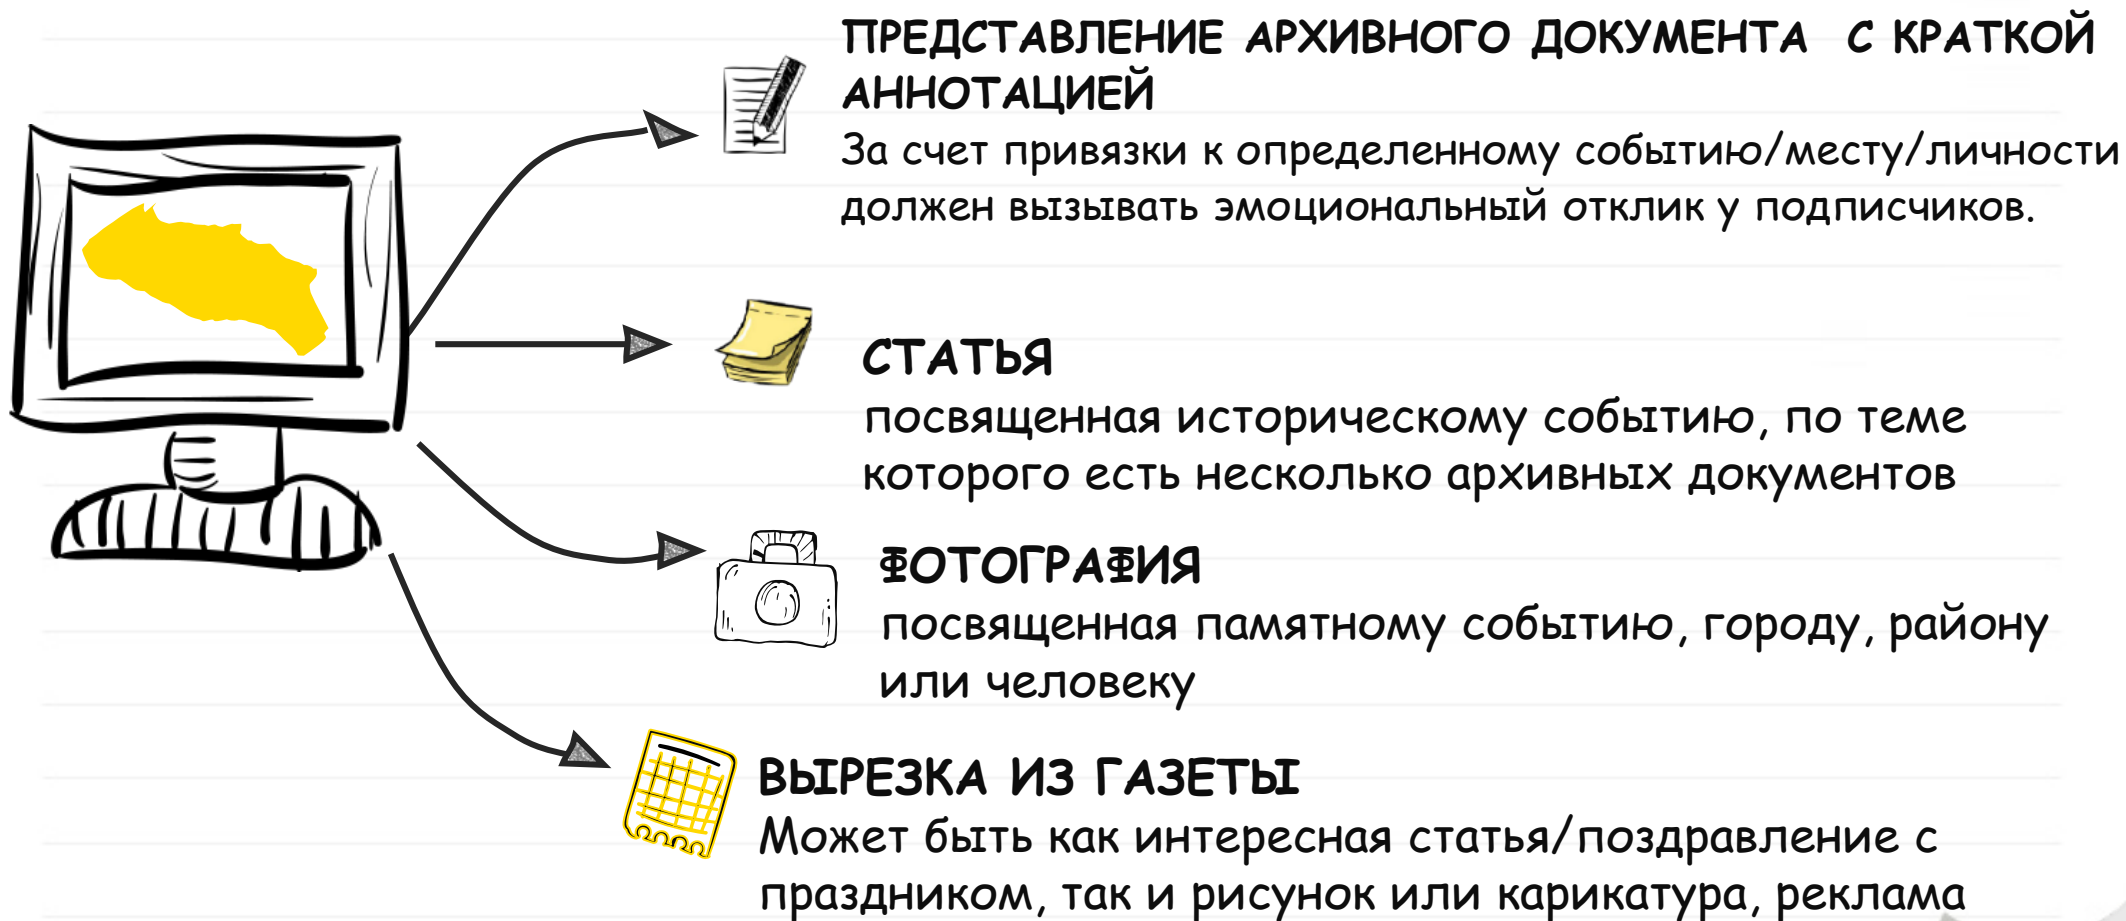 ПРЕДСТАВЛЕНИЕ АРХИВНОГО ДОКУМЕНТА С КРАТКОЙ
АННОТАЦИЕЙ
За счет привязки к определенному событию/месту/личности
должен вызывать эмоциональный отклик у подписчиков.
СТАТЬЯ
посвященная историческому событию, по теме
которого есть несколько архивных документов
ФОТОГРАФИЯ
посвященная памятному событию, городу, району
или человеку
ВЫРЕЗКА ИЗ ГАЗЕТЫ
Может быть как интересная статья/поздравление с
праздником, так и рисунок или карикатура, реклама